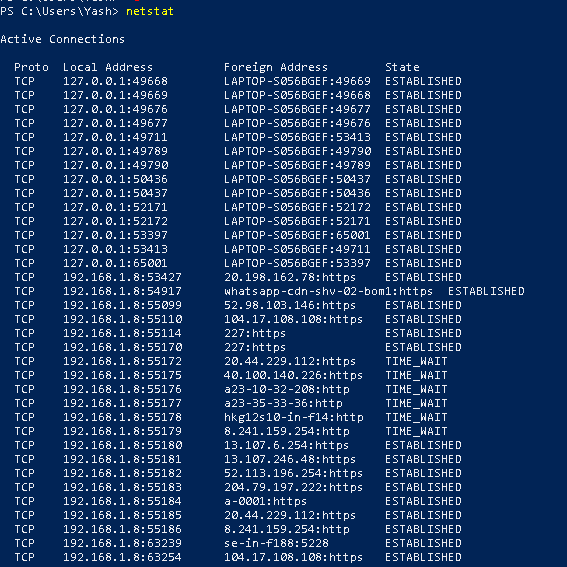 PS C:\Users\Yash> netstat
Active Connections
Proto Local Address Foreign Address State
TCP 127.0.0.1:49668 LAPTOP-S056BGEF:49669 ESTABLISHED
TCP 127.0.0.1:49669 LAPTOP-S056BGEF:49668 ESTABLISHED
TCP 127.0.0.1:49676 LAPTOP-S056BGEF:49677 ESTABLISHED
TCP 127.0.0.1:49677 LAPTOP-S056BGEF:49676 ESTABLISHED
TCP 127.0.0.1:49711 LAPTOP-S056BGEF:53413 ESTABLISHED
TCP 127.0.0.1:49789 LAPTOP-S056BGEF:49790 ESTABLISHED
TCP 127.0.0.1:49790 LAPTOP-S056BGEF:49789 ESTABLISHED
TCP 127.0.0.1:50436 LAPTOP-S056BGEF:50437 ESTABLISHED
TCP 127.0.0.1:50437 LAPTOP-S056BGEF:50436 ESTABLISHED
TCP 127.0.0.1:52171 LAPTOP-S056BGEF:52172 ESTABLISHED
TCP 127.0.0.1:52172 LAPTOP-S056BGEF:52171 ESTABLISHED
TCP 127.0.0.1:53397 LAPTOP-S056BGEF:65001 ESTABLISHED
TCP 127.0.0.1:53413 LAPTOP-S056BGEF:49711 ESTABLISHED
TCP 127.0.0.1:65001 LAPTOP-S056BGEF:53397 ESTABLISHED
TCP 192.168.1.8:53427 20.198.162.78:https ESTABLISHED
TCP 192.168.1.8:54917 whatsapp-cdn-shv-02-bom1:https ESTABLISHED
TCP 192.168.1.8:55099 52.98.103.146:https ESTABLISHED
TCP 192.168.1.8:55110 104.17.108.108:https ESTABLISHED
TCP 192.168.1.8:55114 227:https ESTABLISHED
TCP 192.168.1.8:55170 227:https ESTABLISHED
TCP 192.168.1.8:55172 20.44.229.112:https TIME_WAIT
TCP 192.168.1.8:55175 40.100.140.226:https TIME_WAIT
TCP 192.168.1.8:55176 a23-10-32-208:http TIME_WAIT
TCP 192.168.1.8:55177 a23-35-33-36:http TIME_WAIT
TCP 192.168.1.8:55178 hkg12s10-in-f14:http TIME_WAIT
TCP 192.168.1.8:55179 8.241.159.254:http TIME_WAIT
TCP 192.168.1.8:55180 13.107.6.254:https ESTABLISHED
TCP 192.168.1.8:55181 13.107.246.48:https ESTABLISHED
TCP 192.168.1.8:55182 52.113.196.254:https ESTABLISHED
TCP 192.168.1.8:55183 204.79.197.222:https ESTABLISHED
TCP 192.168.1.8:55184 a-0001:https ESTABLISHED
TCP 192.168.1.8:55185 20.44.229.112:https ESTABLISHED
TCP 192.168.1.8:55186 8.241.159.254:http ESTABLISHED
TCP 192.168.1.8:63239 se-in-f188:5228 ESTABLISHED
TCP 192.168.1.8:63254 104.17.108.108:https ESTABLISHED